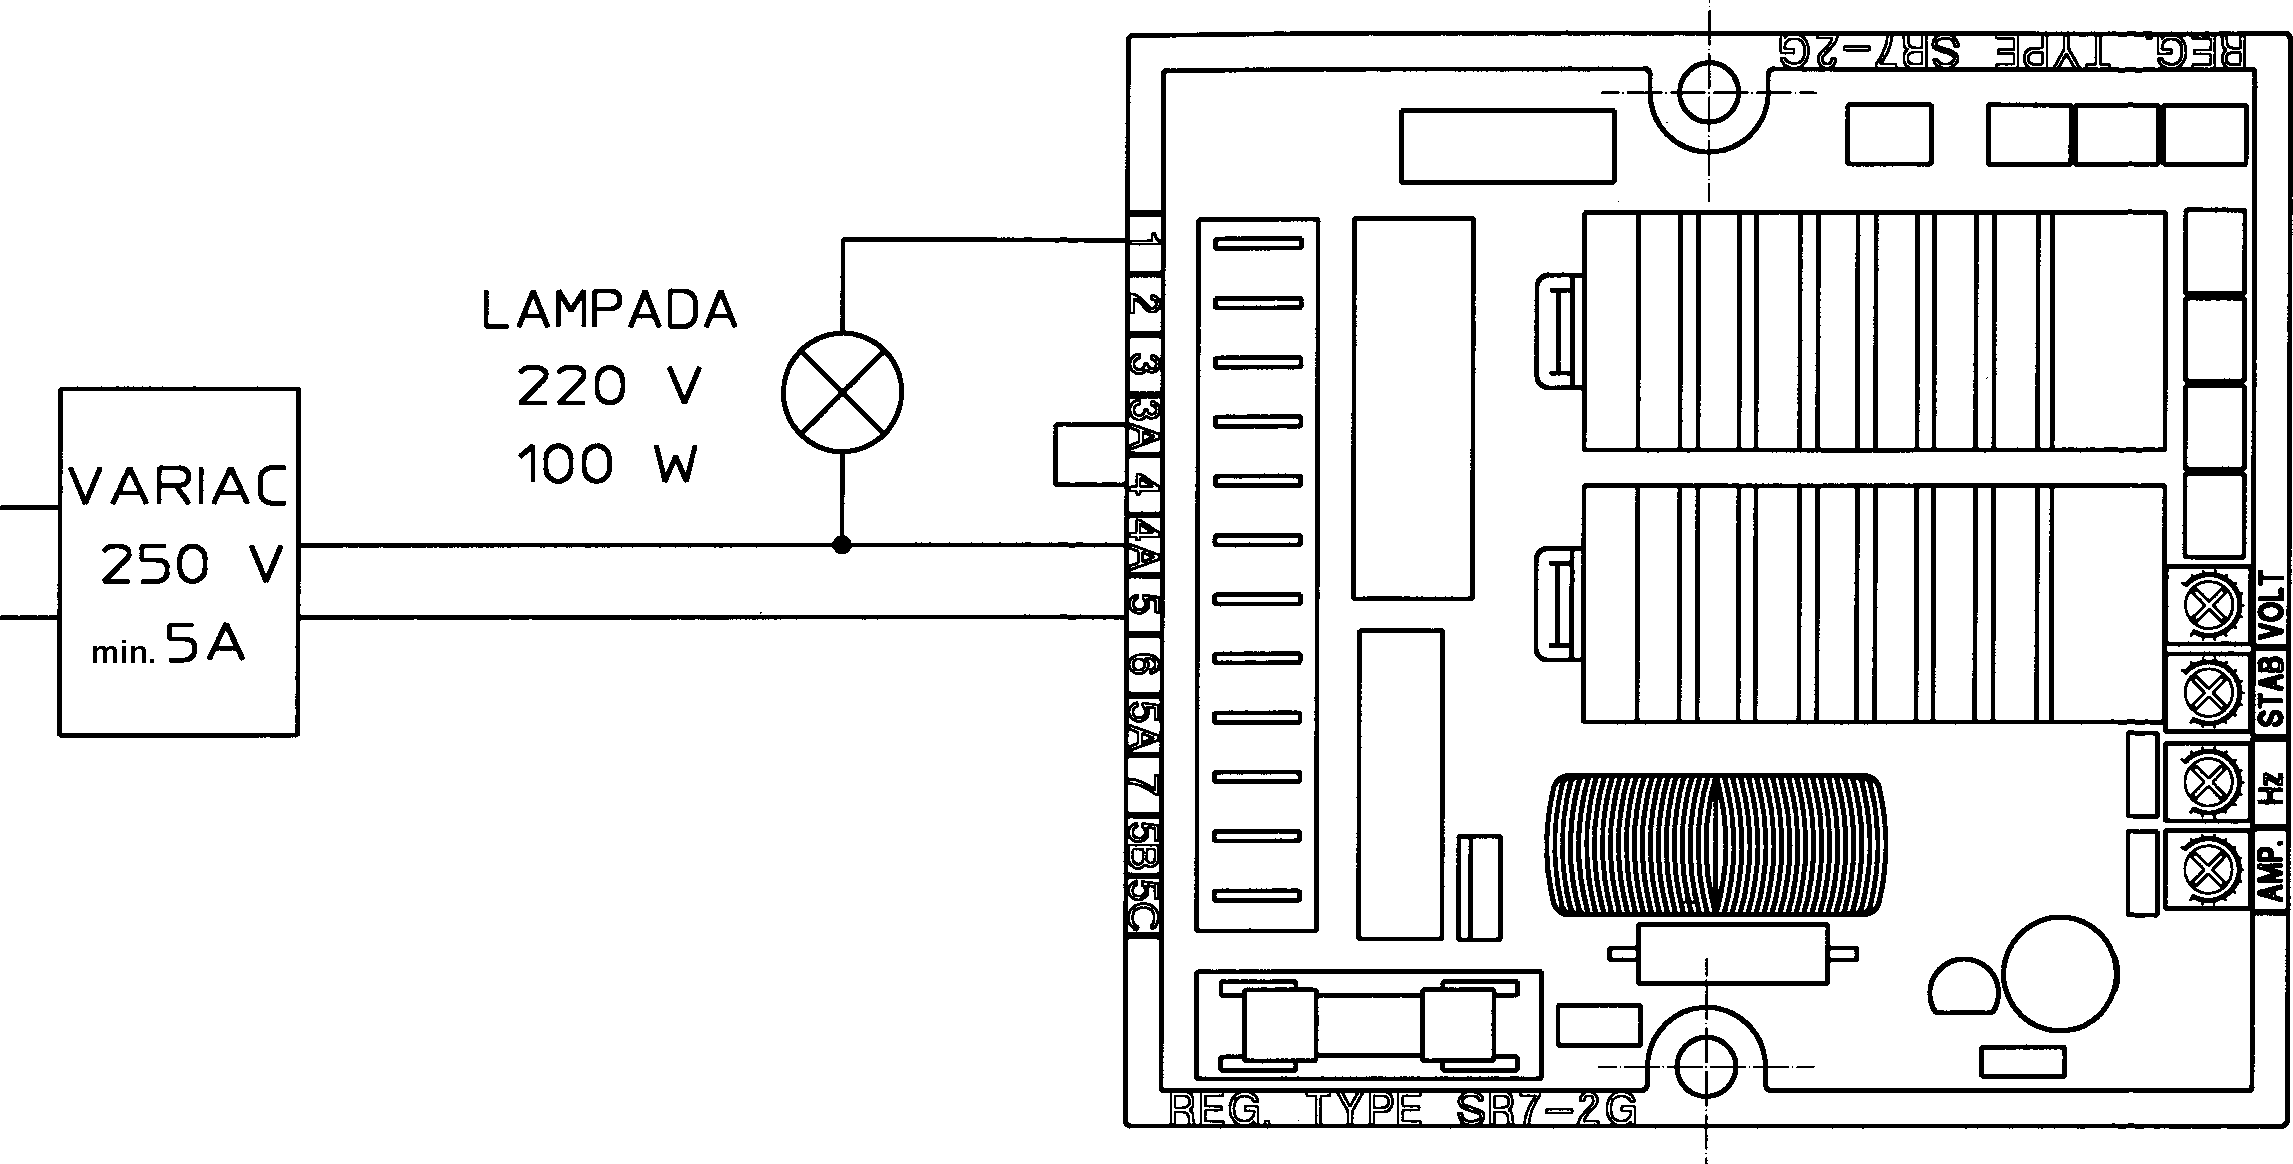 REG. TYPE SR7-2G
LAMPADA
220 V
100 W
VARIAC
250 V
min. 5A
1
2
3
3A
4
4A
5
6
5A
7
5B
5C
VOLT
STAB
Hz
AMP.
REG. TYPE SR7-2G